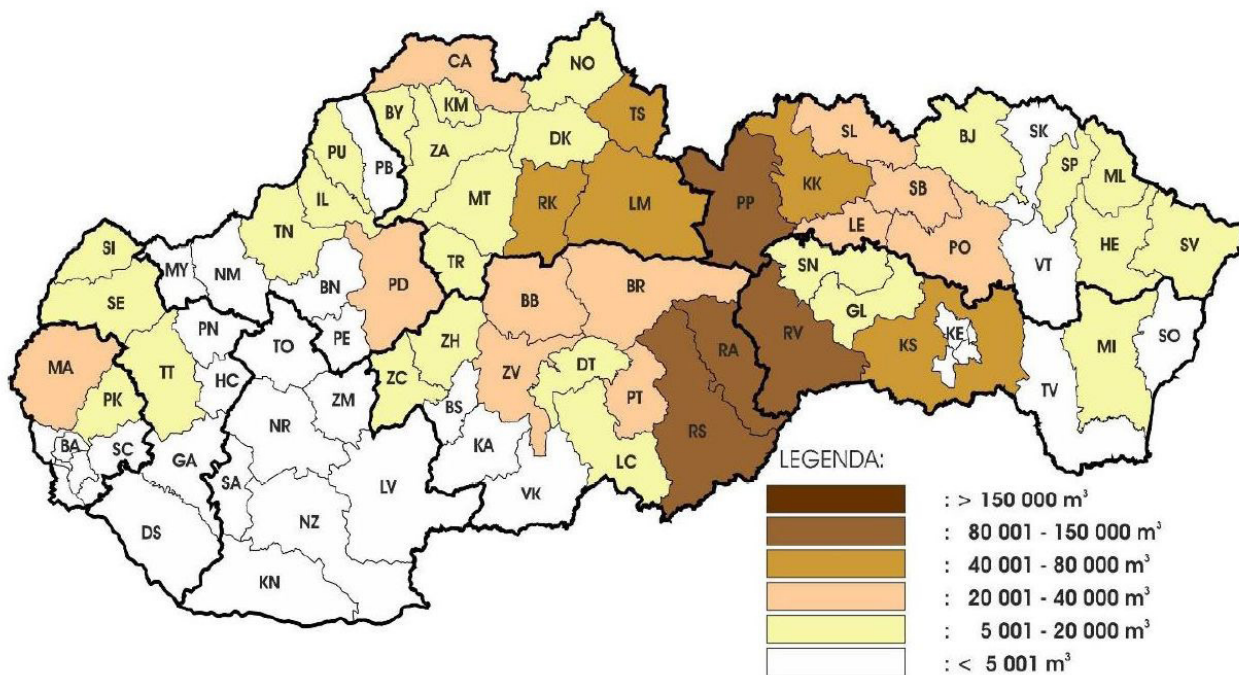 CA
NO
BY
KM
TS
PU
PB
ZA
DK
SL
BJ
SK
SP
ML
IL
MT
RK
LM
PP
KK
SB
TN
LE
PO
HE
SV
SI
MY
NM
BN
PD
TR
BB
BR
SN
VT
SE
PN
TO
PE
ZH
RV
GL
KS
KE
MI
SO
MA
TT
HC
ZC
ZV
DT
RA
PK
ZM
BS
PT
TV
BA
SC
NR
KA
RS
GA
SA
LV
VK
LC
DS
NZ
KN
LEGENDA:
: > 150 000 m³
: 80 001 - 150 000 m³
: 40 001 - 80 000 m³
: 20 001 - 40 000 m³
: 5 001 - 20 000 m³
: < 5 001 m³